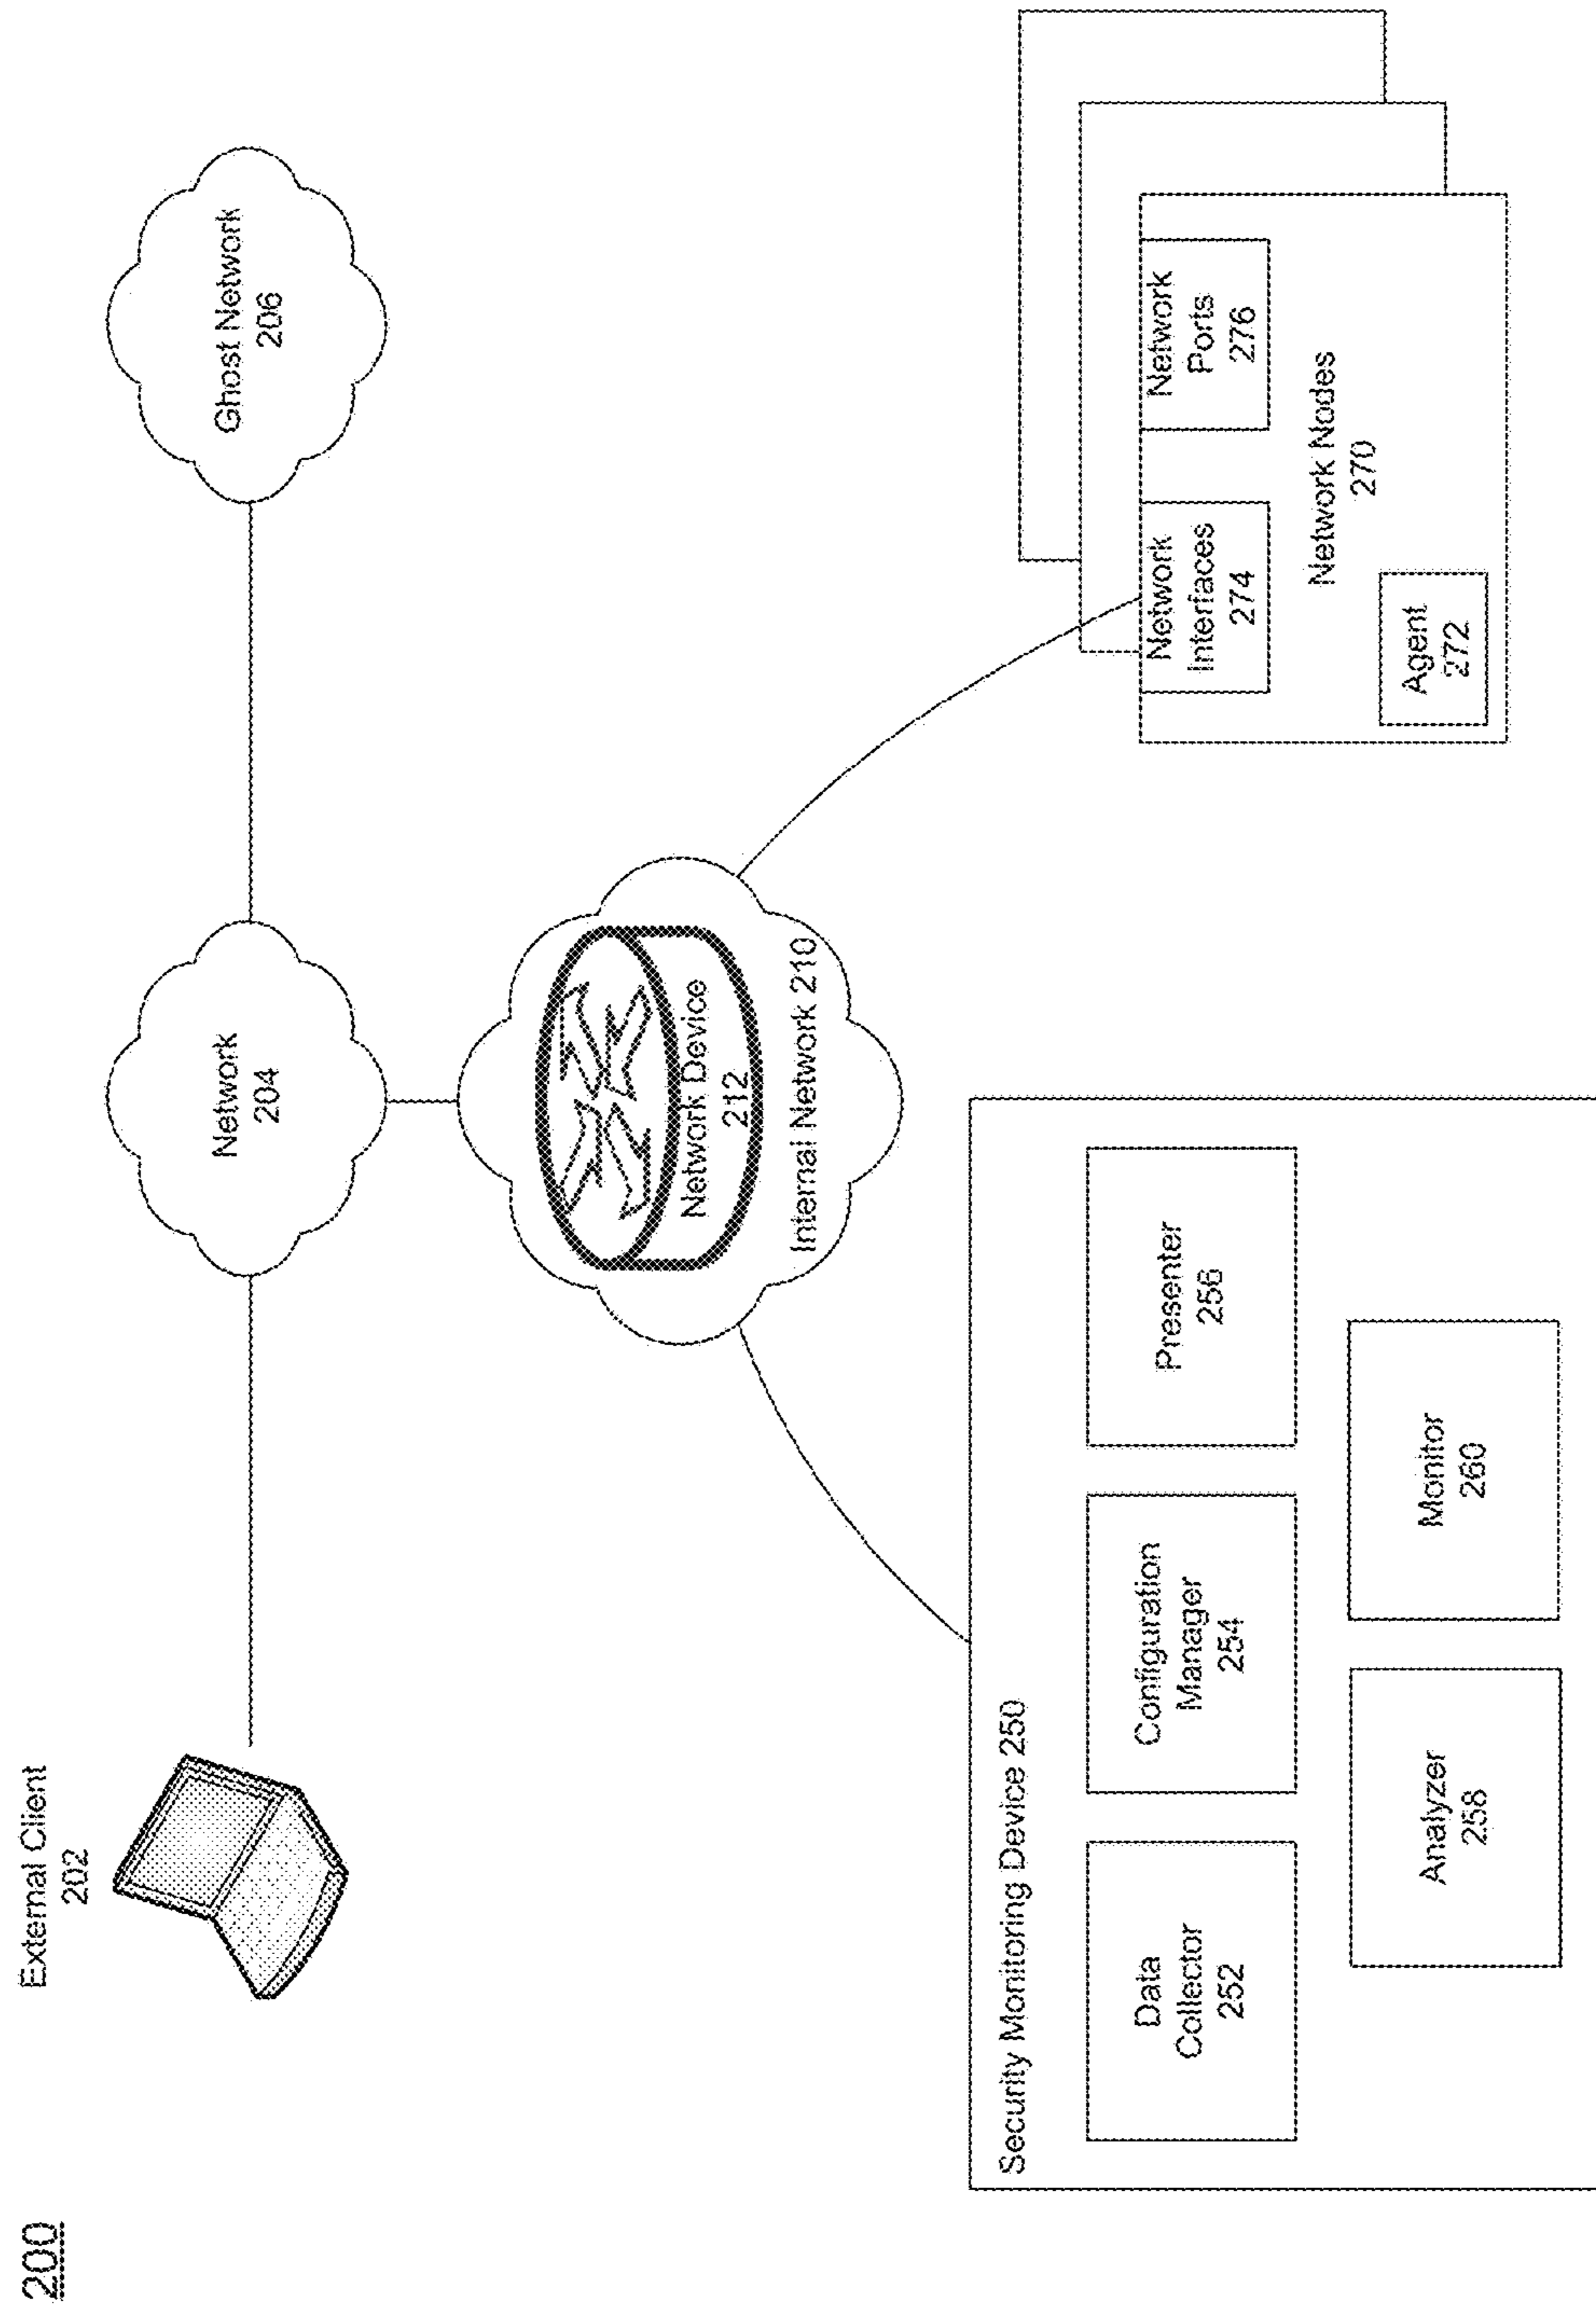 200
External Client
202
Network
204
Ghost Network
206
Network Device
212
Internal Network 210
Security Monitoring Device 250
Data
Collector
252
Configuration
Manager
254
Presenter
256
Analyzer
258
Monitor
260
Network
Interfaces
274
Network
Ports
276
Network Nodes
270
Agent
272